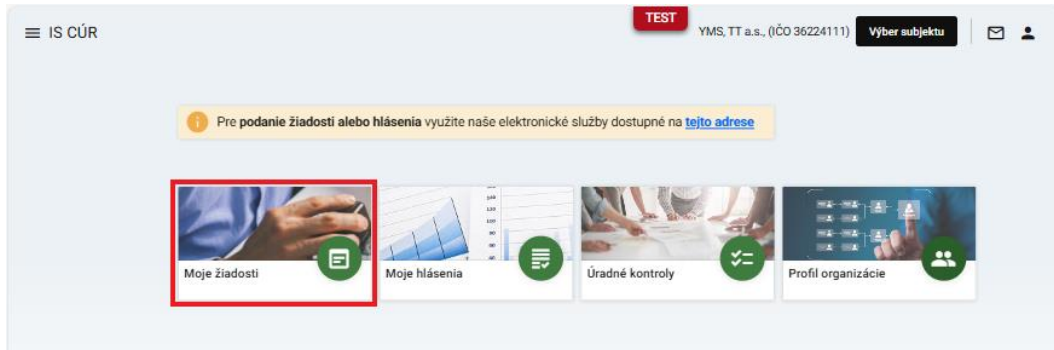 IS CÚR
TEST
YMS, TT a.s., (IČO 36224111)
Výber subjektu
Pre podanie žiadosti alebo hlásenia využite naše elektronické služby dostupné na tejto adrese
Moje žiadosti
Moje hlásenia
Úradné kontroly
Profil organizácie